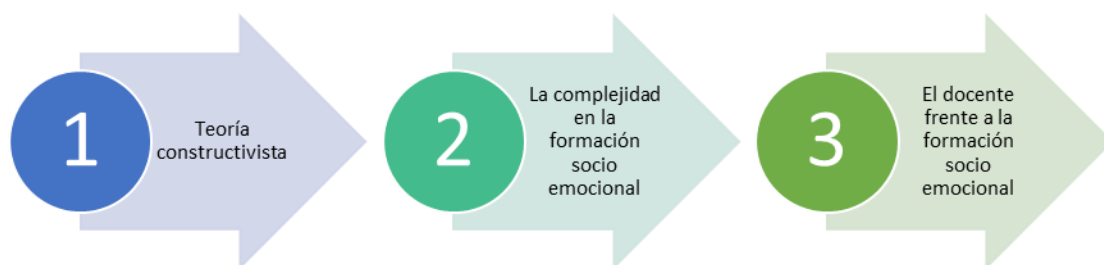 1
Teoría
constructivista
2
La complejidad
en la
formación
socio
emocional
3
El docente
frente a la
formación
socio
emocional